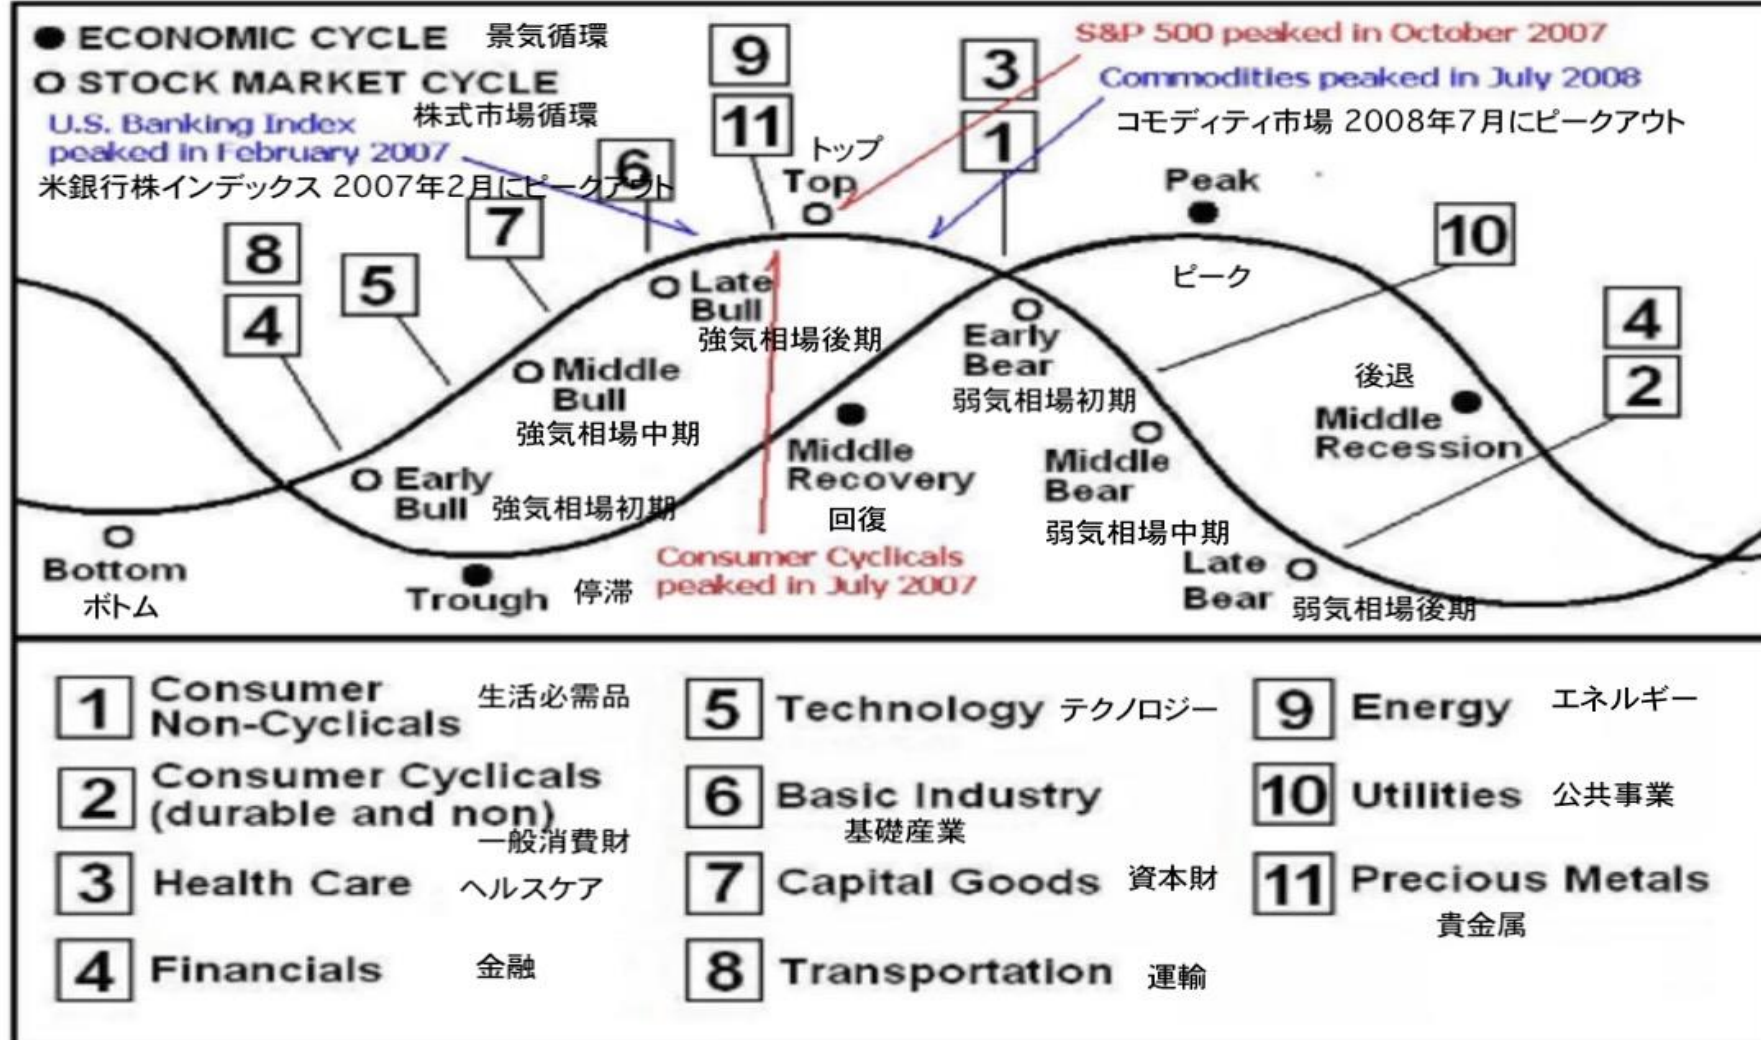 ECONOMIC CYCLE 景気循環
STOCK MARKET CYCLE
株式市場循環
U.S. Banking Index
peaked in February 2007
米銀行株インデックス 2007年2月にピークアウト
S&P 500 peaked in October 2007
Commodities peaked in July 2008
コモディティ市場 2008年7月にピークアウト
9
11
3
1
6
7
8
4
5
トップ
Top
Peak
ピーク
10
4
2
Late
Bull
強気相場後期
Middle
Bull
強気相場中期
Early
Bull 強気相場初期
Bottom
ボトム
Trough 停滞
Consumer Cyclicals
peaked in July 2007
Middle
Recovery
回復
Early
Bear
弱気相場初期
Middle
Bear
弱気相場中期
Late
Bear 弱気相場後期
後退
Middle
Recession
1 Consumer
Non-Cyclicals 生活必需品
2 Consumer Cyclicals
(durable and non)
一般消費財
3 Health Care ヘルスケア
4 Financials 金融
5 Technology テクノロジー
6 Basic Industry
基礎産業
7 Capital Goods 資本財
8 Transportation 運輸
9 Energy エネルギー
10 Utilities 公共事業
11 Precious Metals
貴金属